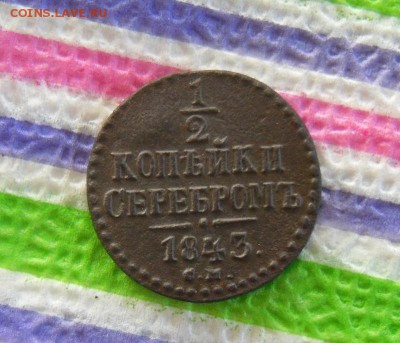 COINS.LAVE.RU
1
2
КОПѢЙКИ
СЕРЕБРОМЪ
1843.
С.М.